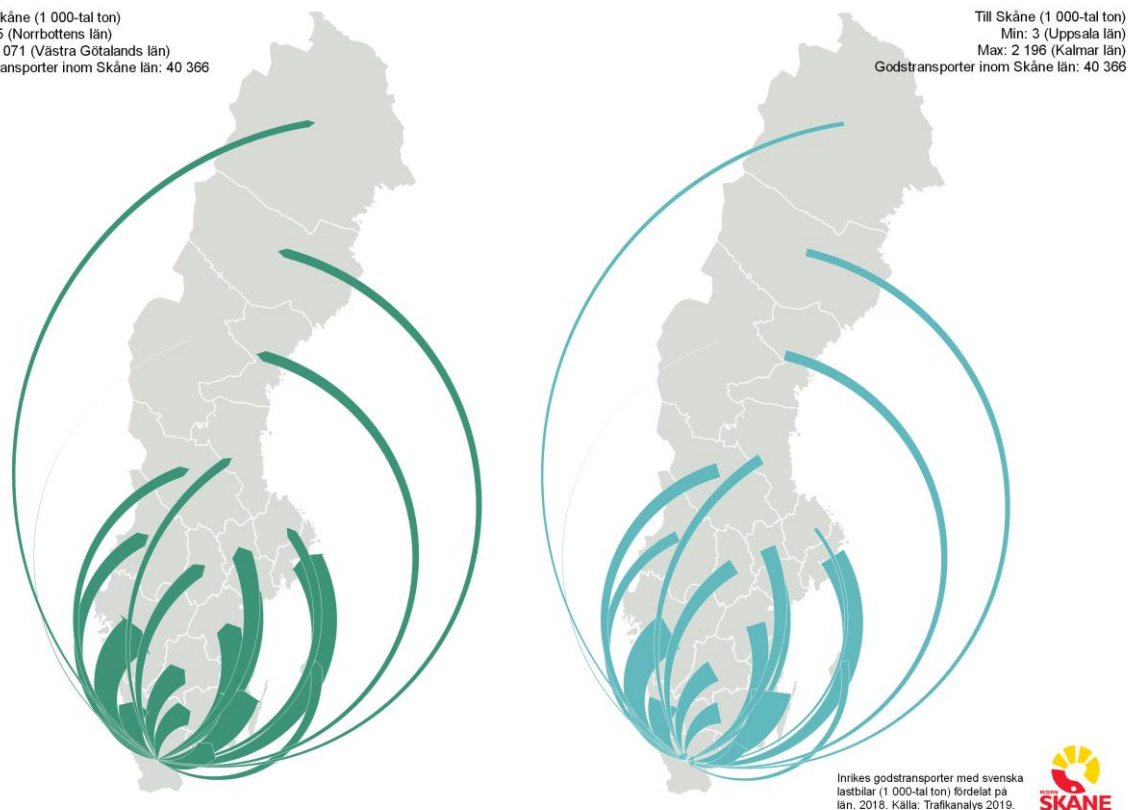 kåne (1 000-tal ton)
5 (Norrbottens län)
071 (Västra Götalands län)
ansporter inom Skåne län: 40 366
Till Skåne (1 000-tal ton)
Min: 3 (Uppsala län)
Max: 2 196 (Kalmar län)
Godstransporter inom Skåne län: 40 366
Inrikes godstransporter med svenska
lastbilar (1 000-tal ton) fördelat på
län, 2018. Källa: Trafikanalys 2019.
REGION
SKÅNE